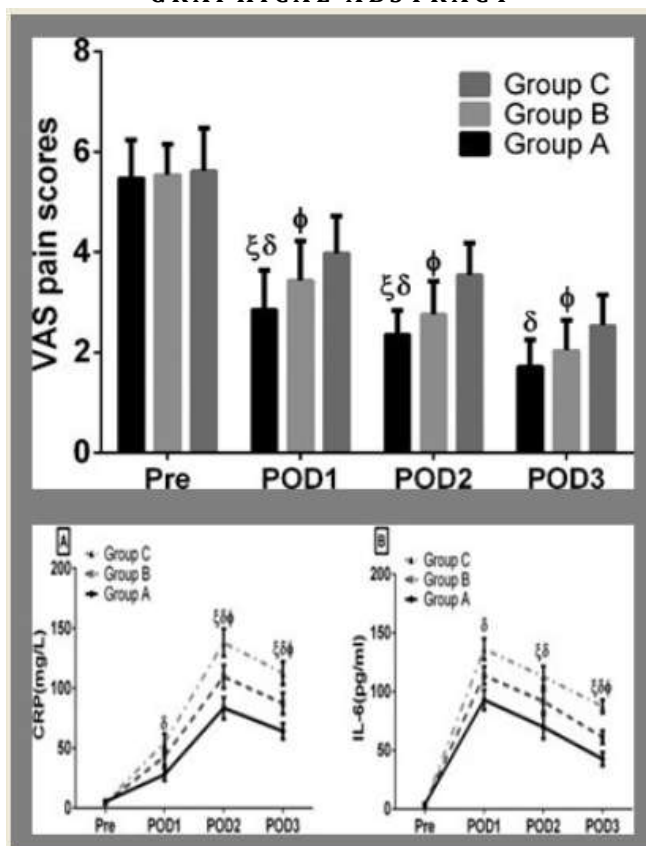 GRAPHICAL ABSTRACT
8
6
4
2
0
VAS pain scores
Group C
Group B
Group A
ξδ
ϕ
ξδ
ϕ
δ
ϕ
Pre
POD1
POD2
POD3
A
Group C
Group B
Group A
200
150
100
50
0
CRP(mg/L)
δ
ξδϕ
ξδϕ
Pre
POD1
POD2
POD3
B
Group C
Group B
Group A
200
150
100
50
0
IL-6(pg/ml)
δ
ξδ
ξδϕ
Pre
POD1
POD2
POD3